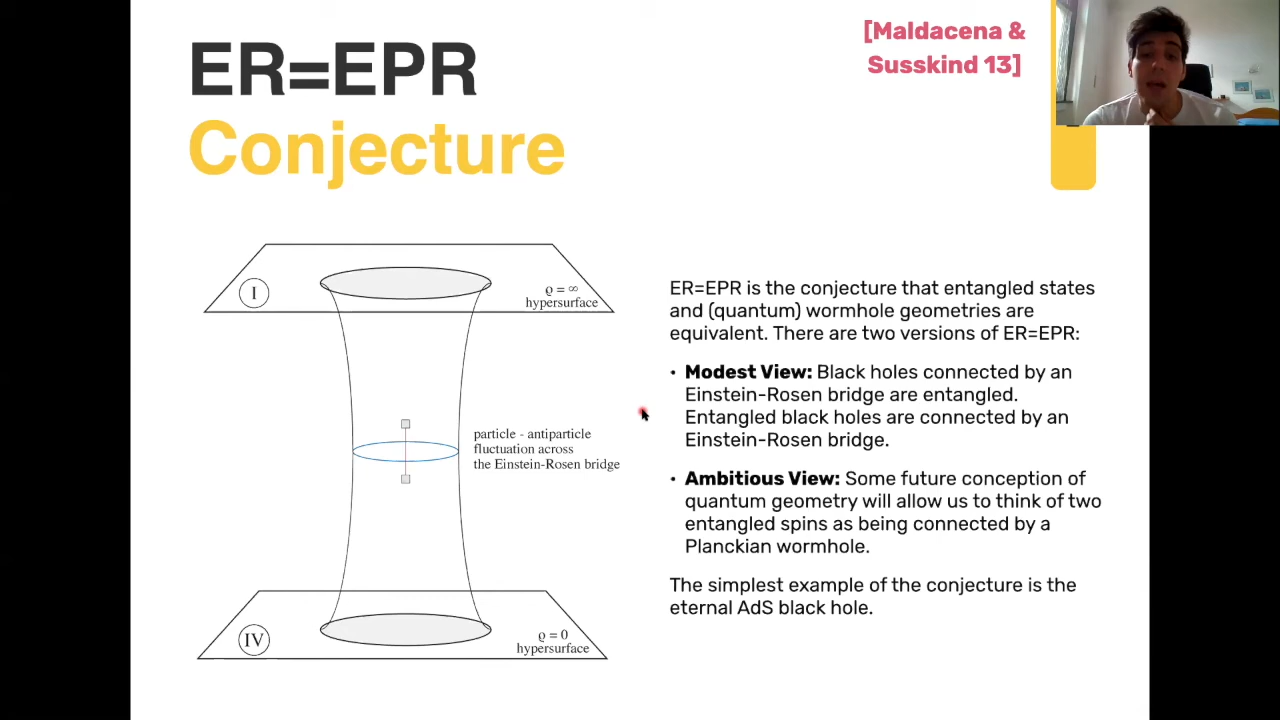 ER=EPR
Conjecture
[Maldacena &
Susskind 13]
I
ϱ = ∞
hypersurface
particle - antiparticle
fluctuation across
the Einstein-Rosen bridge
IV
ϱ = 0
hypersurface
ER=EPR is the conjecture that entangled states
and (quantum) wormhole geometries are
equivalent. There are two versions of ER=EPR:
• Modest View: Black holes connected by an
Einstein-Rosen bridge are entangled.
Entangled black holes are connected by an
Einstein-Rosen bridge.
• Ambitious View: Some future conception of
quantum geometry will allow us to think of two
entangled spins as being connected by a
Planckian wormhole.
The simplest example of the conjecture is the
eternal AdS black hole.